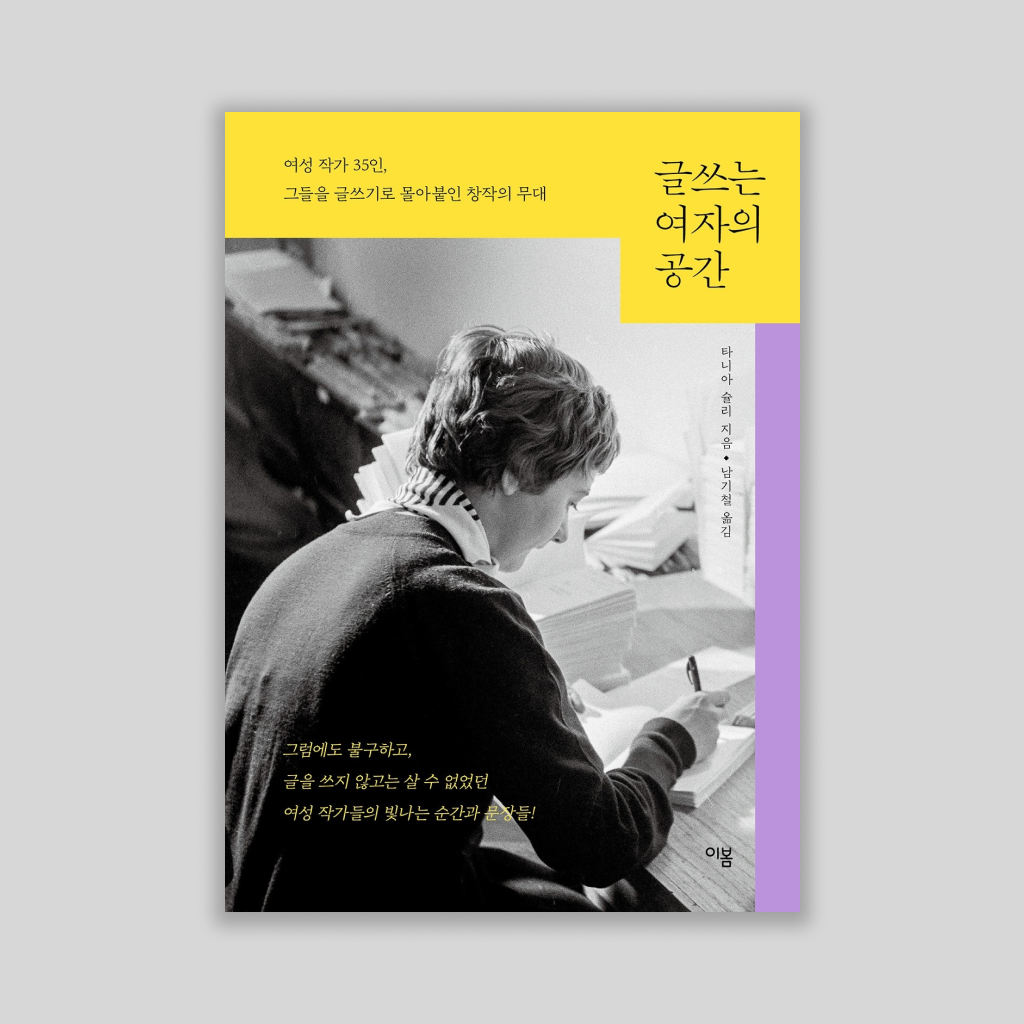 여성 작가 35인,
그들을 글쓰기로 몰아붙인 창작의 무대
글쓰는
여자의
공간
타니아 슐리 지음 ◆ 남기철 옮김
그럼에도 불구하고,
글을 쓰지 않고는 살 수 없었던
여성 작가들의 빛나는 순간과 문장들!
이봄